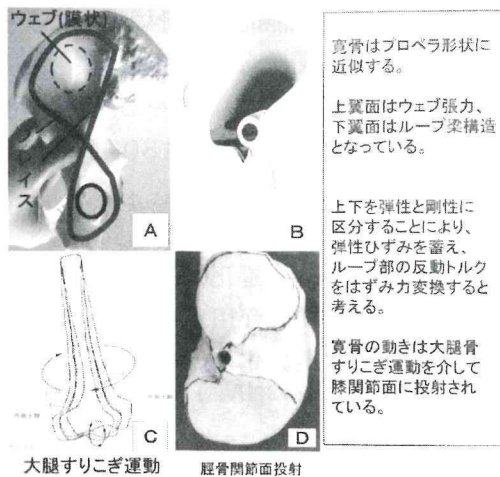 ウェブ(膜状)
ブレイス
A
B
寛骨はプロペラ形状に
近似する。
上翼面はウェブ張力、
下翼面はループ梁構造
となっている。
上下を弾性と剛性に
区分することにより、
弾性ひずみを蓄え、
ループ部の反動トルク
をはずみ力変換すると
考える。
寛骨の動きは大腿骨
すりこぎ運動を介して
膝関節面に投射され
ている。
C
D
大腿すりこぎ運動
脛骨関節面投射